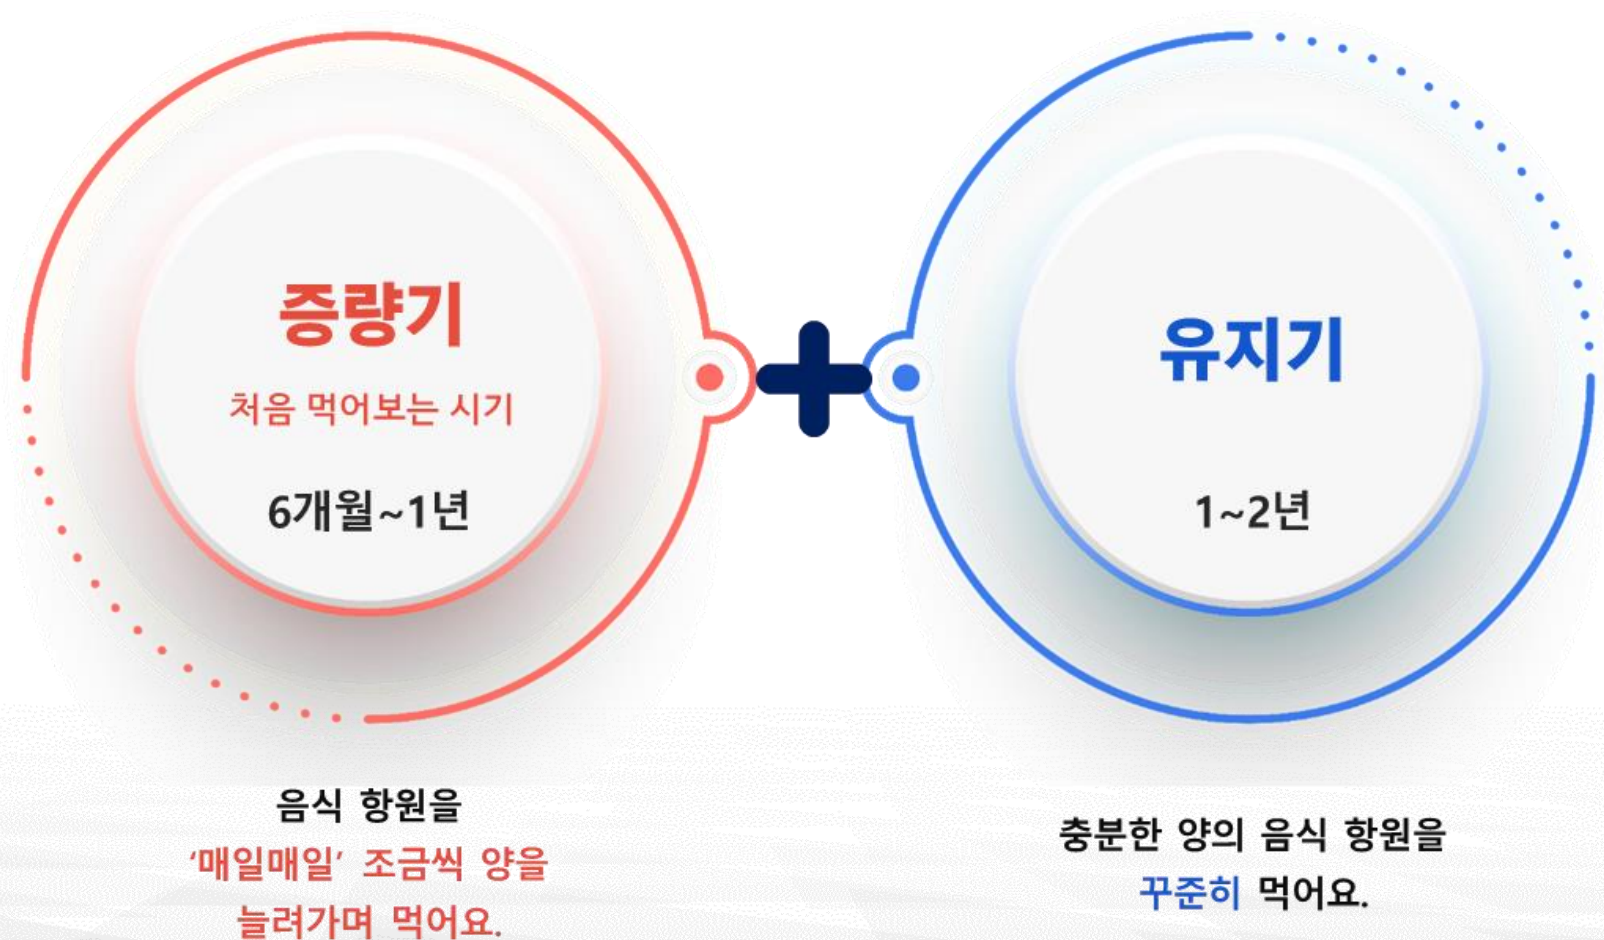 증량기
처음 먹어보는 시기
6개월~1년
음식 항원을
‘매일매일’ 조금씩 양을
늘려가며 먹어요.
유지기
1~2년
충분한 양의 음식 항원을
꾸준히 먹어요.